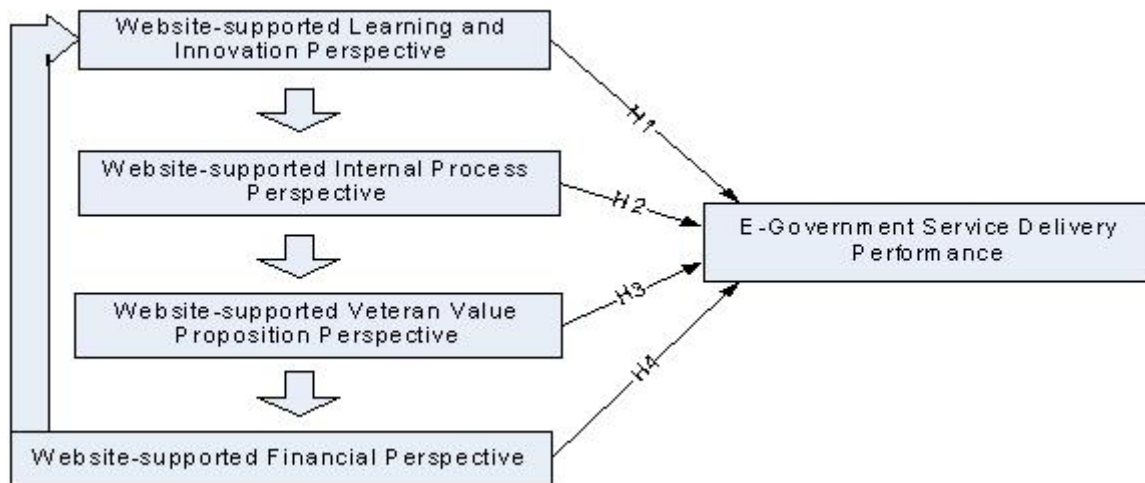 Website-supported Learning and
Innovation Perspective
H1
Website-supported Internal Process
Perspective
H2
E-Government Service Delivery
Performance
Website-supported Veteran Value
Proposition Perspective
H3
H4
Website-supported Financial Perspective